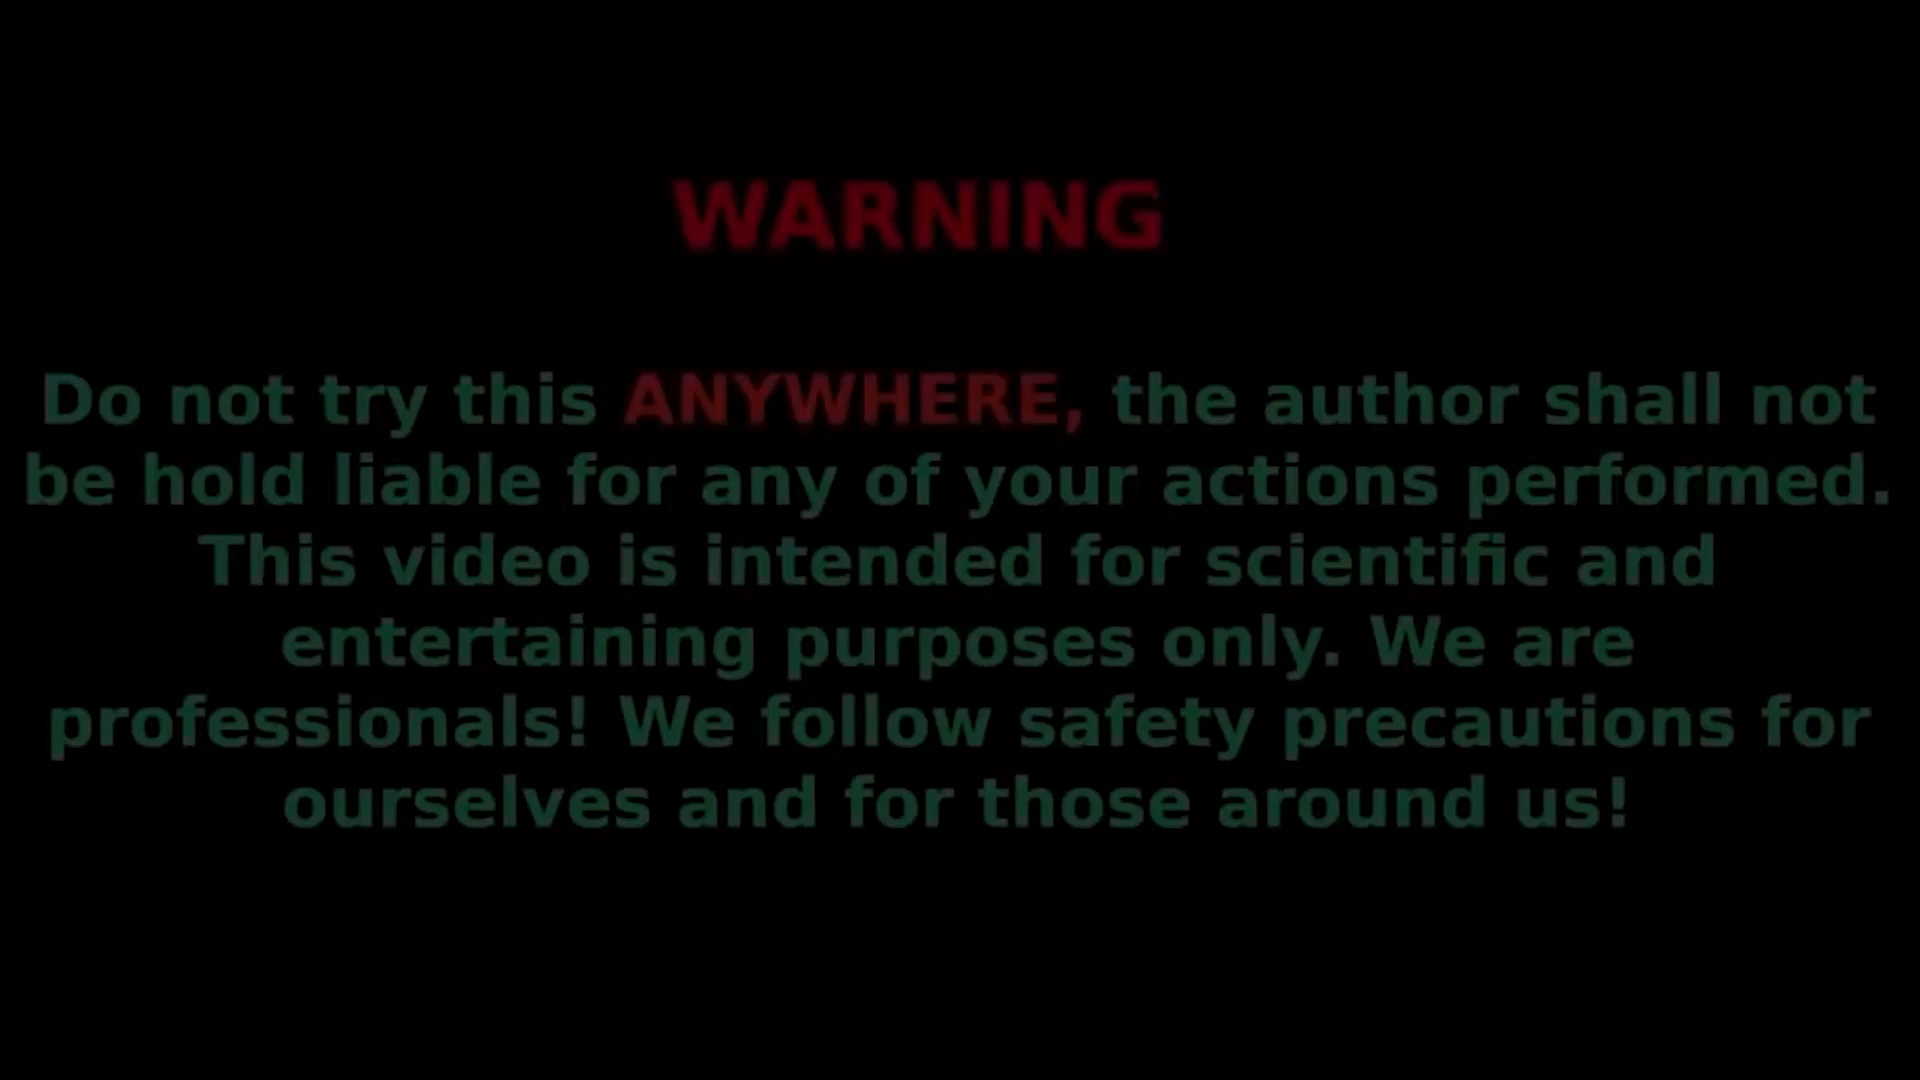 WARNING
Do not try this ANYWHERE, the author shall not
be hold liable for any of your actions performed.
This video is intended for scientific and
entertaining purposes only. We are
professionals! We follow safety precautions for
ourselves and for those around us!